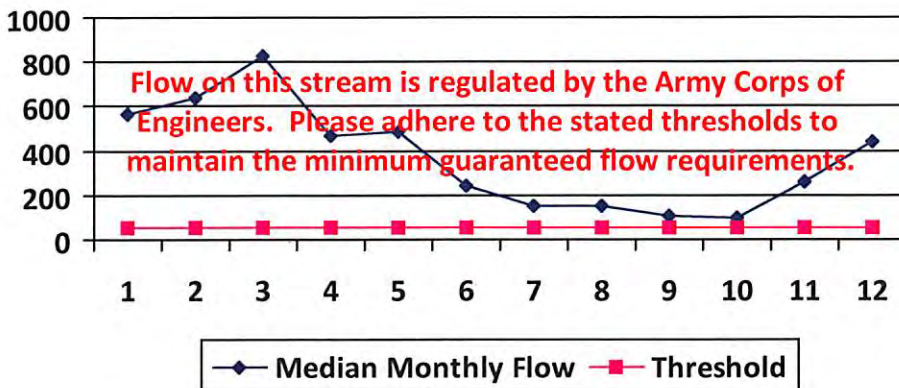 1000
800
600
400
200
0
Flow on this stream is regulated by the Army Corps of
Engineers. Please adhere to the stated thresholds to
maintain the minimum guaranteed flow requirements.
1 2 3 4 5 6 7 8 9 10 11 12
Median Monthly Flow Threshold